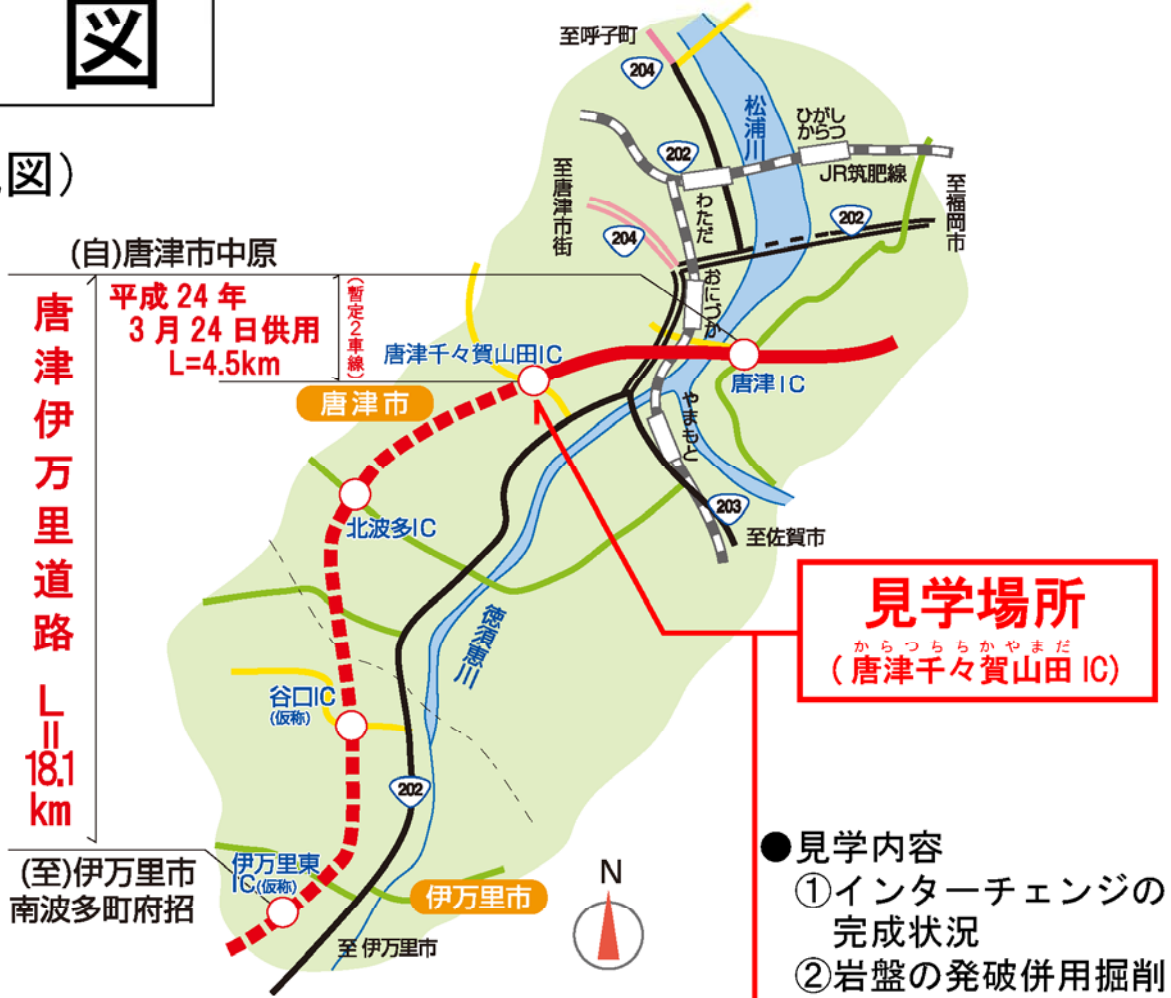 図
図)
至呼子町
204
松浦川
ひがし
からつ
202
JR筑肥線
至唐津市街
わただ
至福岡市
204
202
(自)唐津市中原
おにづか
唐津伊万里道路 L=18.1km
平成24年
3月24日供用
L=4.5km
(暫定2車線)
唐津千々賀山田IC
唐津IC
唐津市
やまもと
北波多IC
203
至佐賀市
見学場所
からつちちかやまだ
(唐津千々賀山田IC)
徳須恵川
谷口IC
(仮称)
202
(至)伊万里市
南波多町府招
伊万里東
IC(仮称)
伊万里市
至 伊万里市
N
●見学内容
①インターチェンジの
完成状況
②岩盤の発破併用掘削